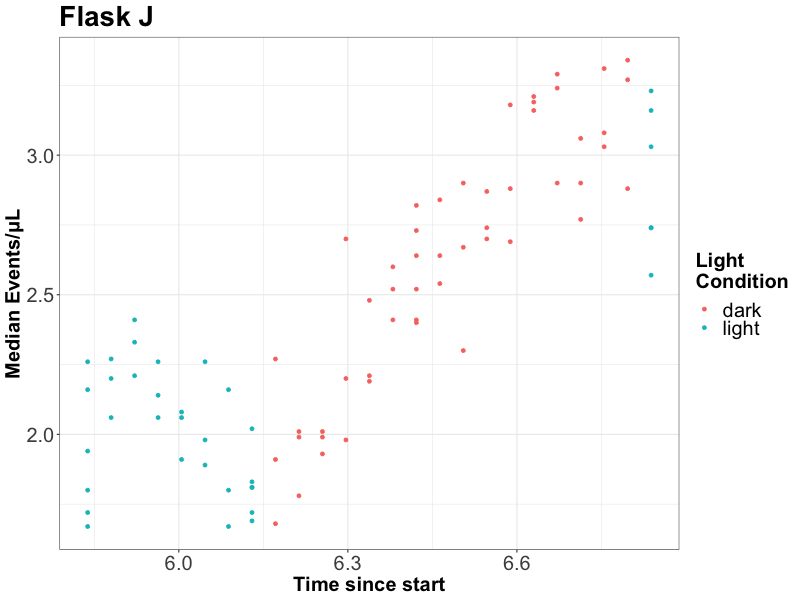 Flask J
Median Events/µL
3.0
2.5
2.0
6.0 6.3 6.6
Time since start
Light
Condition
dark
light